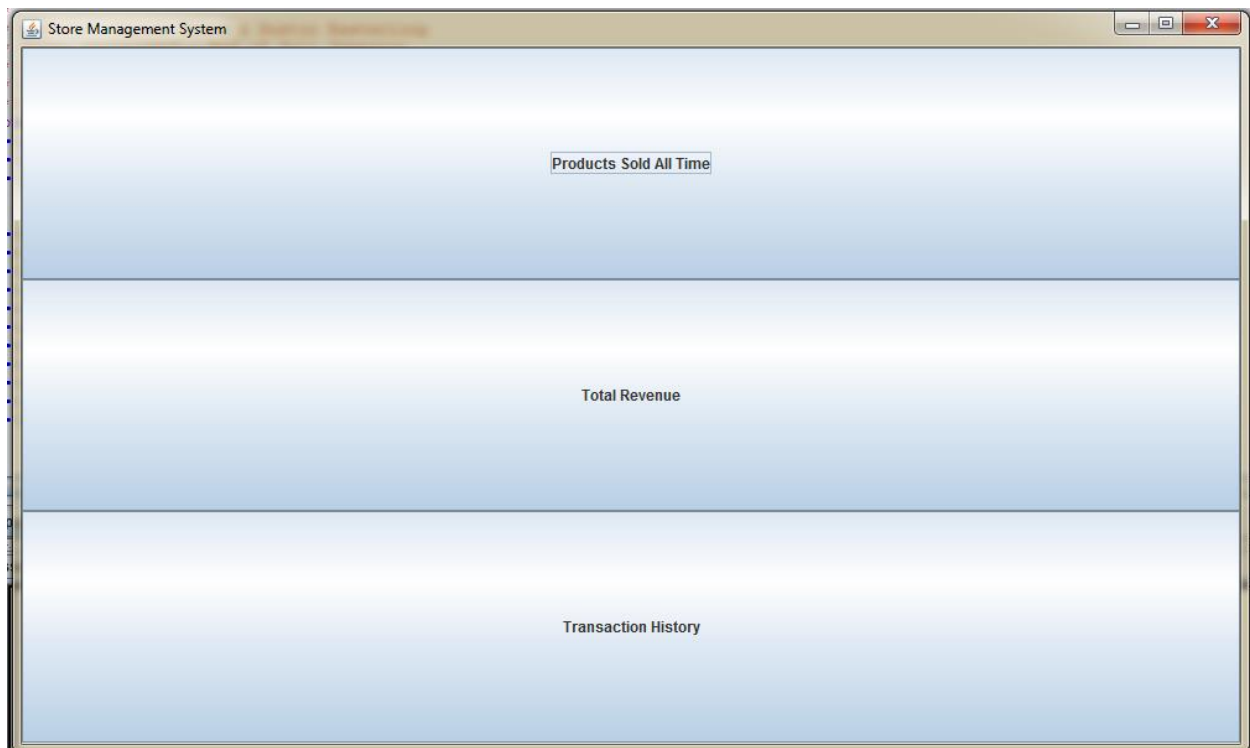 Store Management System
Products Sold All Time
Total Revenue
Transaction History